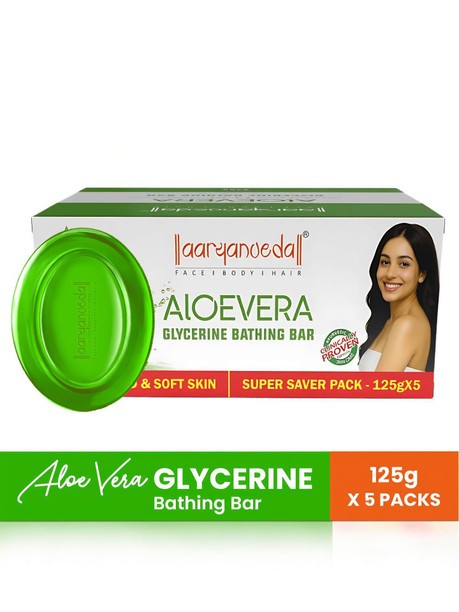 ||aaryanveda||®
FACE | BODY | HAIR
ALOEVERA
GLYCERINE BATHING BAR
CLINICALLY
PROVEN
& SOFT SKIN | SUPER SAVER PACK - 125gX5
aaryanveda
Aloe Vera GLYCERINE
Bathing Bar
125g
X 5 PACKS